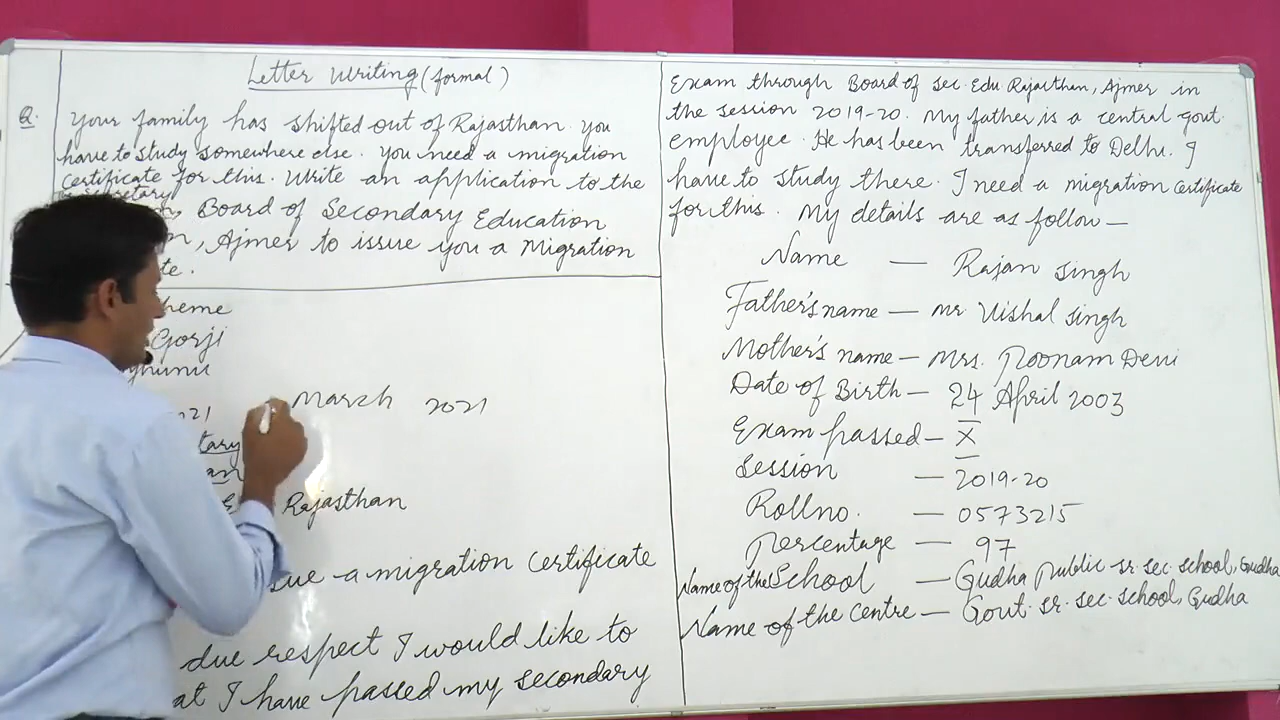 Letter Writing (formal)
Q. Your family has shifted out of Rajasthan. You
have to study somewhere else. You need a migration
certificate for this. Write an application to the
Board of Secondary Education
, Ajmer to issue you a Migration
te.
heme
Gorji
March 2021
21
tary
an
Rajasthan
sue a migration certificate
due respect I would like to
at I have passed my secondary
Exam through Board of Sec. Edu Rajasthan, Ajmer in
the session 2019-20. My father is a central govt.
employee. He has been transferred to Delhi. I
have to study there. I need a migration certificate
for this. My details are as follow —
Name — Rajan Singh
Father's name — Mr. Vishal Singh
Mother's name — Mrs. Poonam Devi
Date of Birth — 24 April 2003
Exam passed — X
Session — 2019-20
Roll no. — 0573215
Percentage — 97
Name of the School — Gudha Public sr. sec. school, Gudha
Name of the Centre — Govt. sr. sec. school, Gudha